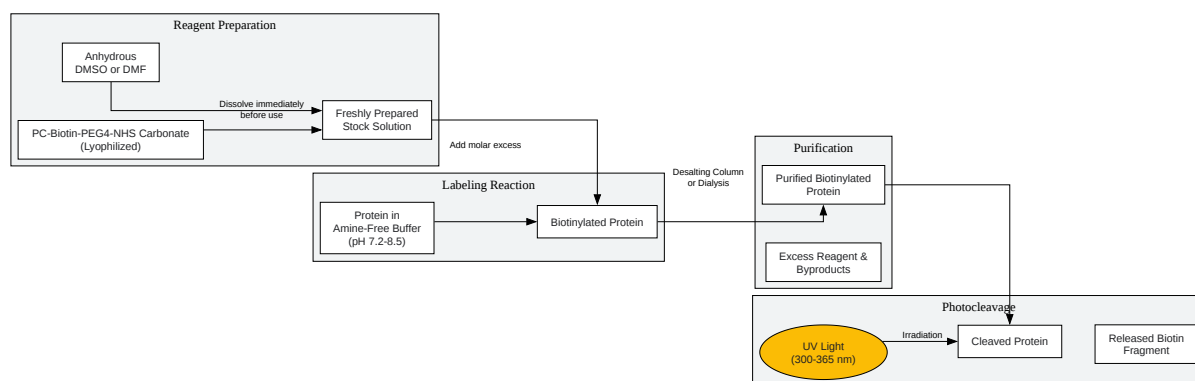 Reagent Preparation
Anhydrous
DMSO or DMF
Dissolve immediately
before use
Freshly Prepared
Stock Solution
PC-Biotin-PEG4-NHS Carbonate
(Lyophilized)
Add molar excess
Labeling Reaction
Protein in
Amine-Free Buffer
(pH 7.2-8.5)
Biotinylated Protein
Desalting Column
or Dialysis
Purification
Purified Biotinylated
Protein
Excess Reagent &
Byproducts
Photocleavage
UV Light
(300-365 nm)
Irradiation
Cleaved Protein
Released Biotin
Fragment